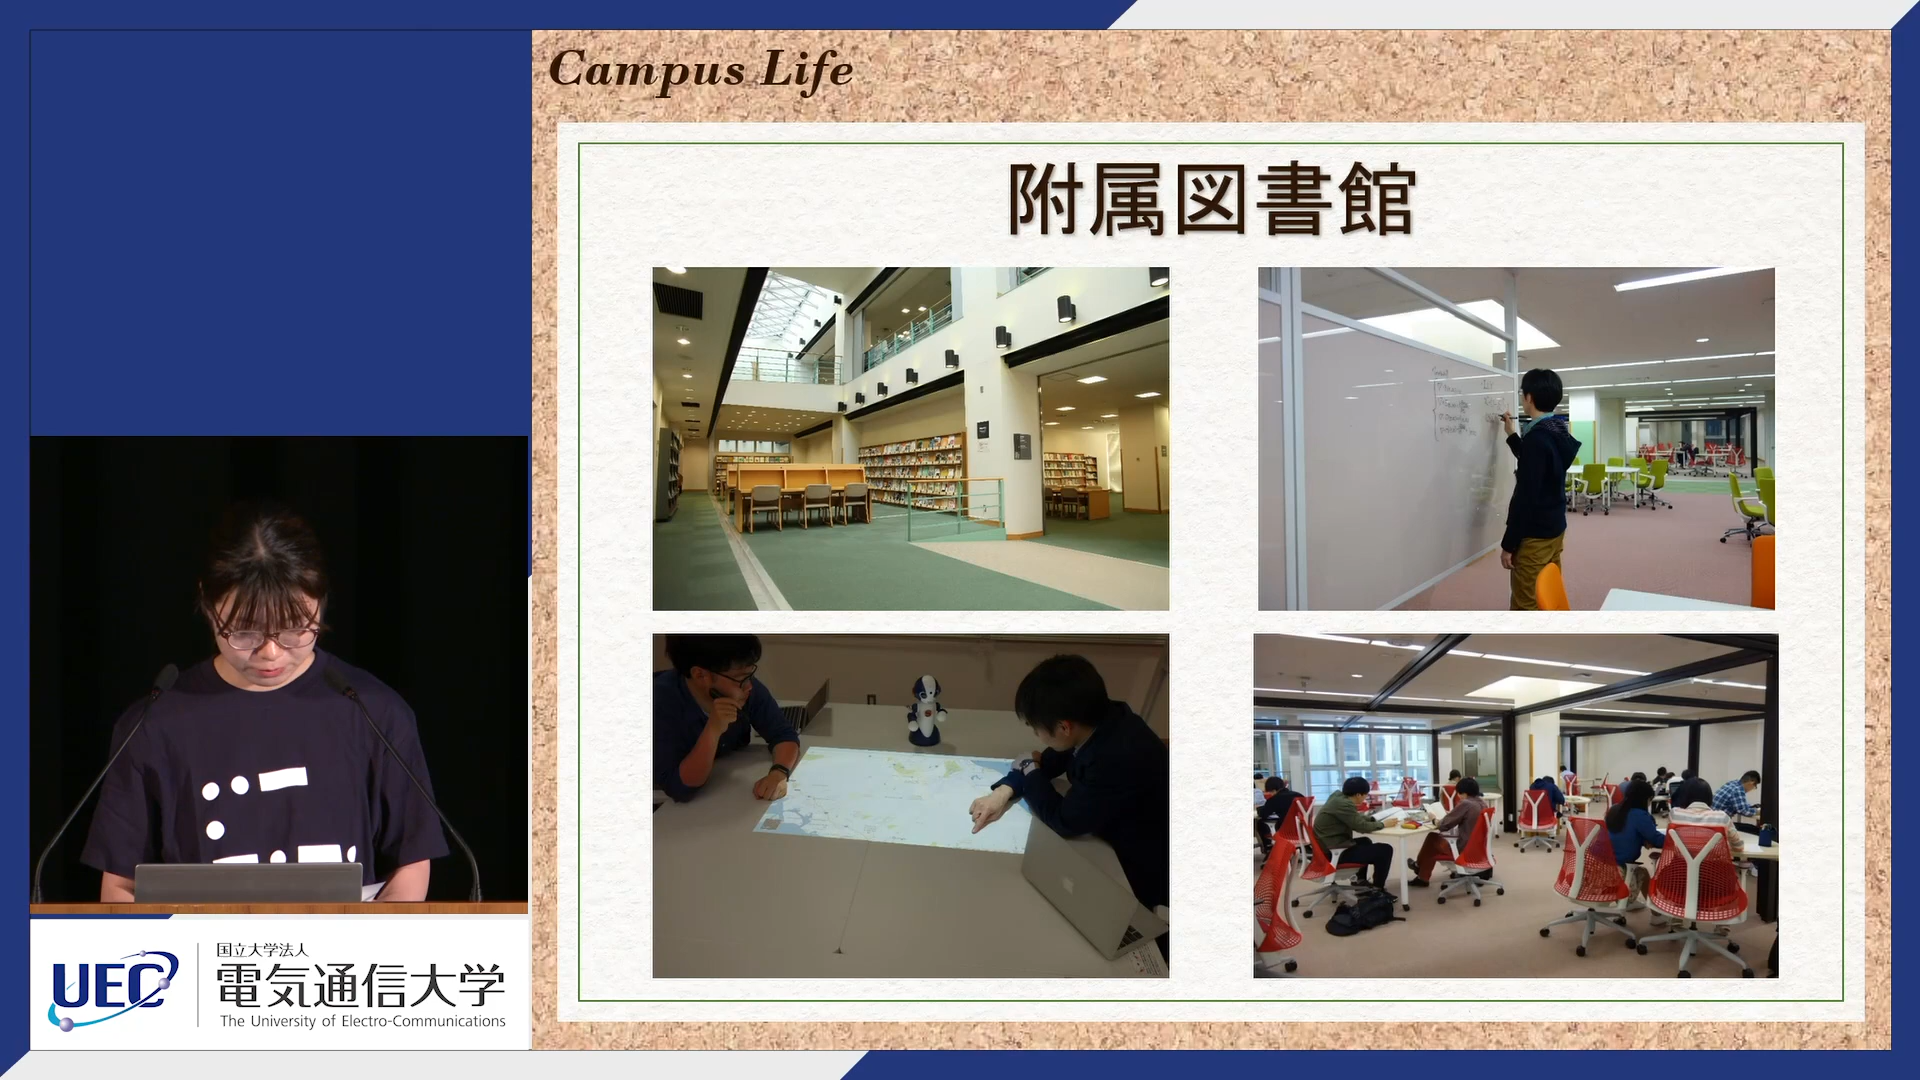 Campus Life
附属図書館
UEC
国立大学法人
電気通信大学
The University of Electro-Communications